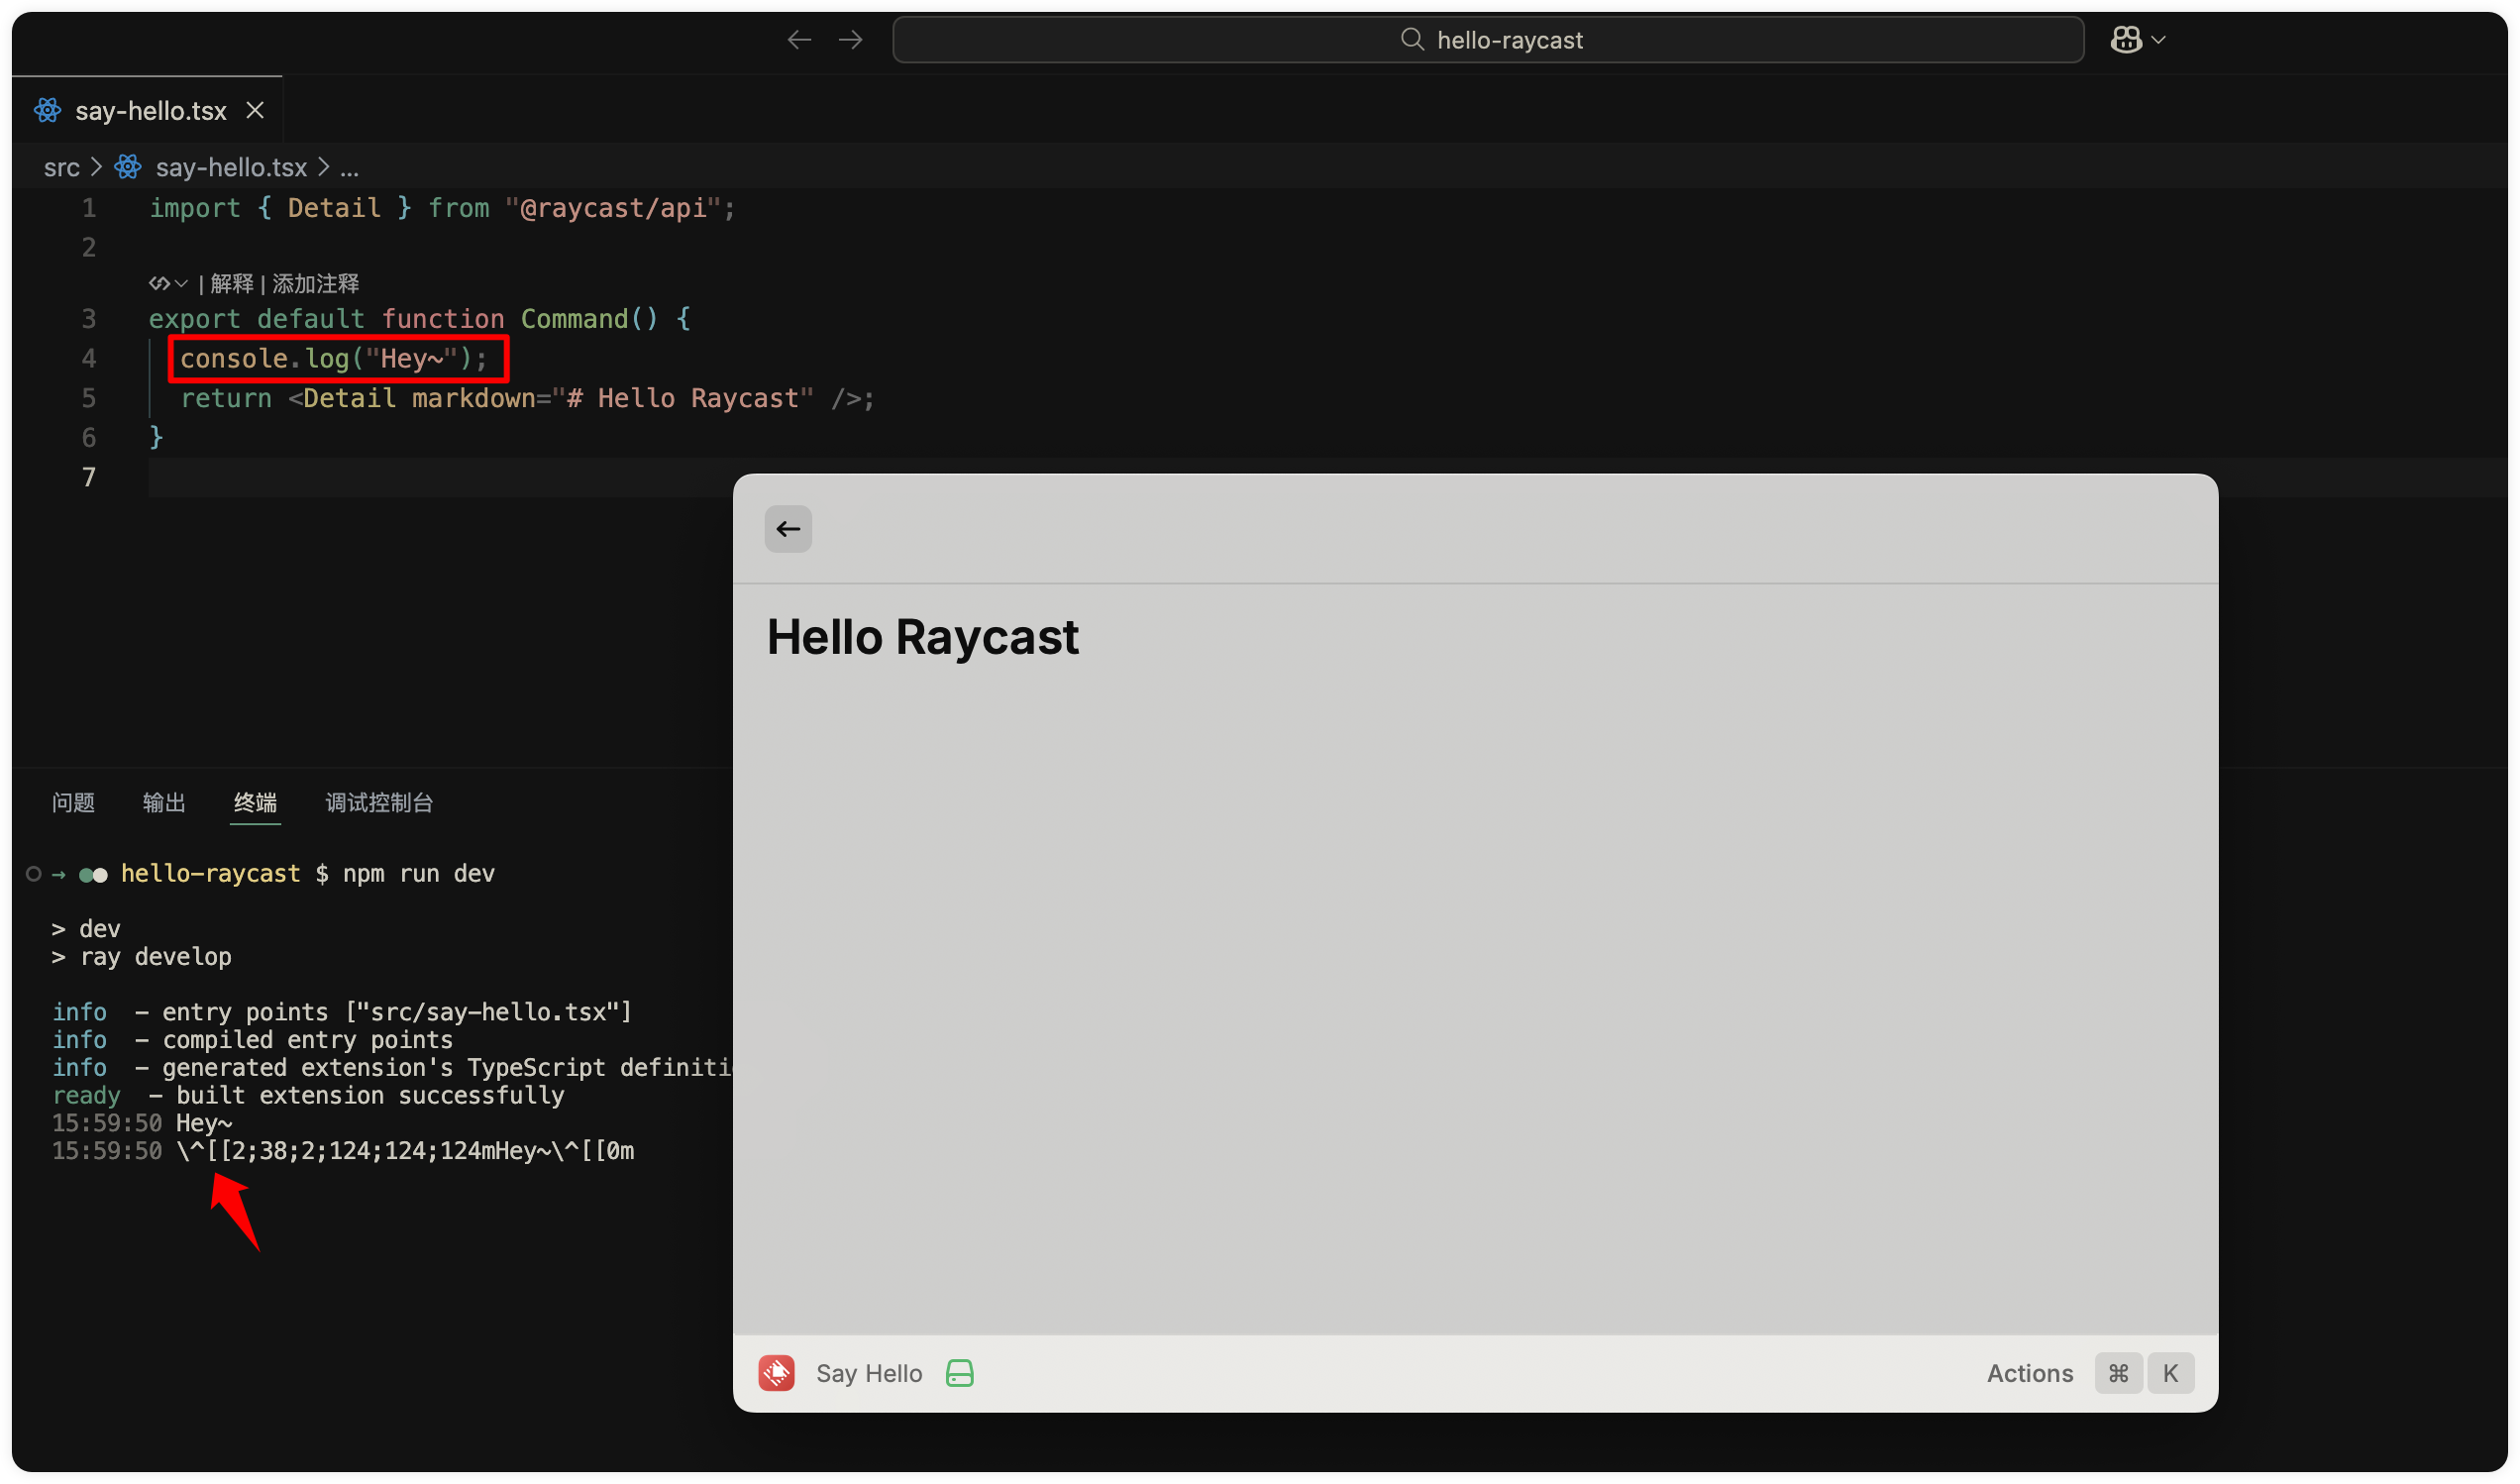 hello-raycast
say-hello.tsx
src > say-hello.tsx > ...
1 import { Detail } from "@raycast/api";
2
| 解释 | 添加注释
3 export default function Command() {
4 console.log("Hey~");
5 return <Detail markdown="# Hello Raycast" />;
6 }
7
Hello Raycast
问题 输出 终端 调试控制台
→ hello-raycast $ npm run dev
> dev
> ray develop
info - entry points ["src/say-hello.tsx"]
info - compiled entry points
info - generated extension's TypeScript
ready - built extension successfully
15:59:50 Hey~
15:59:50 \^[[2;38;2;124;124;124mHey~\^[[0m
Say Hello
Actions ⌘ K